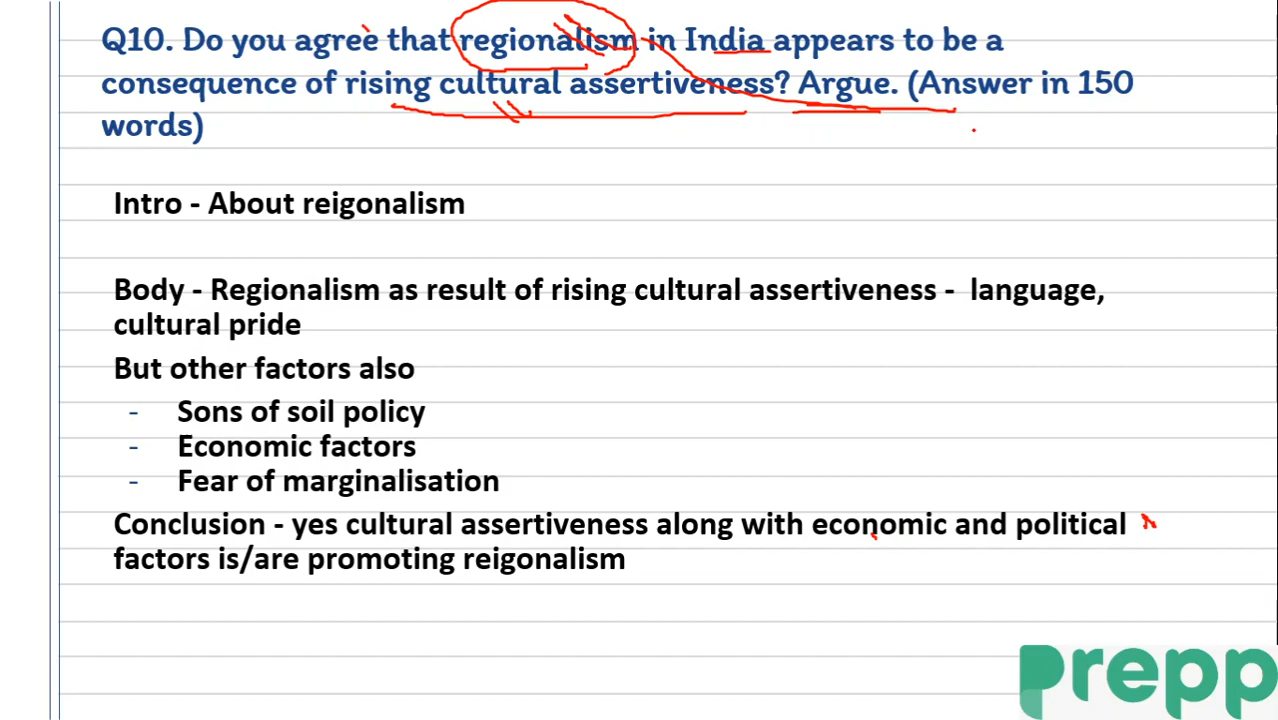 Q10. Do you agree that regionalism in India appears to be a
consequence of rising cultural assertiveness? Argue. (Answer in 150
words)
Intro - About reigonalism
Body - Regionalism as result of rising cultural assertiveness -  language,
cultural pride
But other factors also
- Sons of soil policy
- Economic factors
- Fear of marginalisation
Conclusion - yes cultural assertiveness along with economic and political
factors is/are promoting reigonalism
prepp